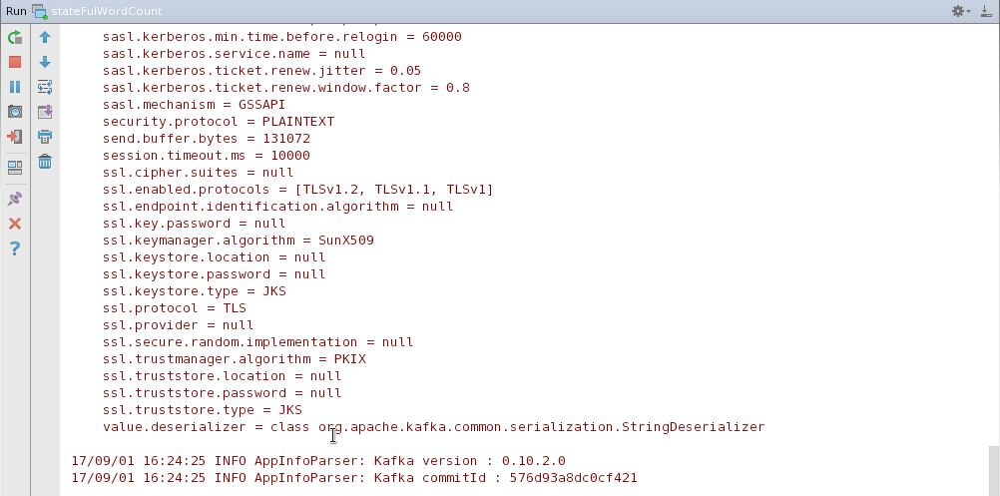 Run stateFulWordCount
sasl.kerberos.min.time.before.relogin = 60000
sasl.kerberos.service.name = null
sasl.kerberos.ticket.renew.jitter = 0.05
sasl.kerberos.ticket.renew.window.factor = 0.8
sasl.mechanism = GSSAPI
security.protocol = PLAINTEXT
send.buffer.bytes = 131072
session.timeout.ms = 10000
ssl.cipher.suites = null
ssl.enabled.protocols = [TLSv1.2, TLSv1.1, TLSv1]
ssl.endpoint.identification.algorithm = null
ssl.key.password = null
ssl.keymanager.algorithm = SunX509
ssl.keystore.location = null
ssl.keystore.password = null
ssl.keystore.type = JKS
ssl.protocol = TLS
ssl.provider = null
ssl.secure.random.implementation = null
ssl.trustmanager.algorithm = PKIX
ssl.truststore.location = null
ssl.truststore.password = null
ssl.truststore.type = JKS
value.deserializer = class org.apache.kafka.common.serialization.StringDeserializer
17/09/01 16:24:25 INFO AppInfoParser: Kafka version : 0.10.2.0
17/09/01 16:24:25 INFO AppInfoParser: Kafka commitId : 576d93a8dc0cf421